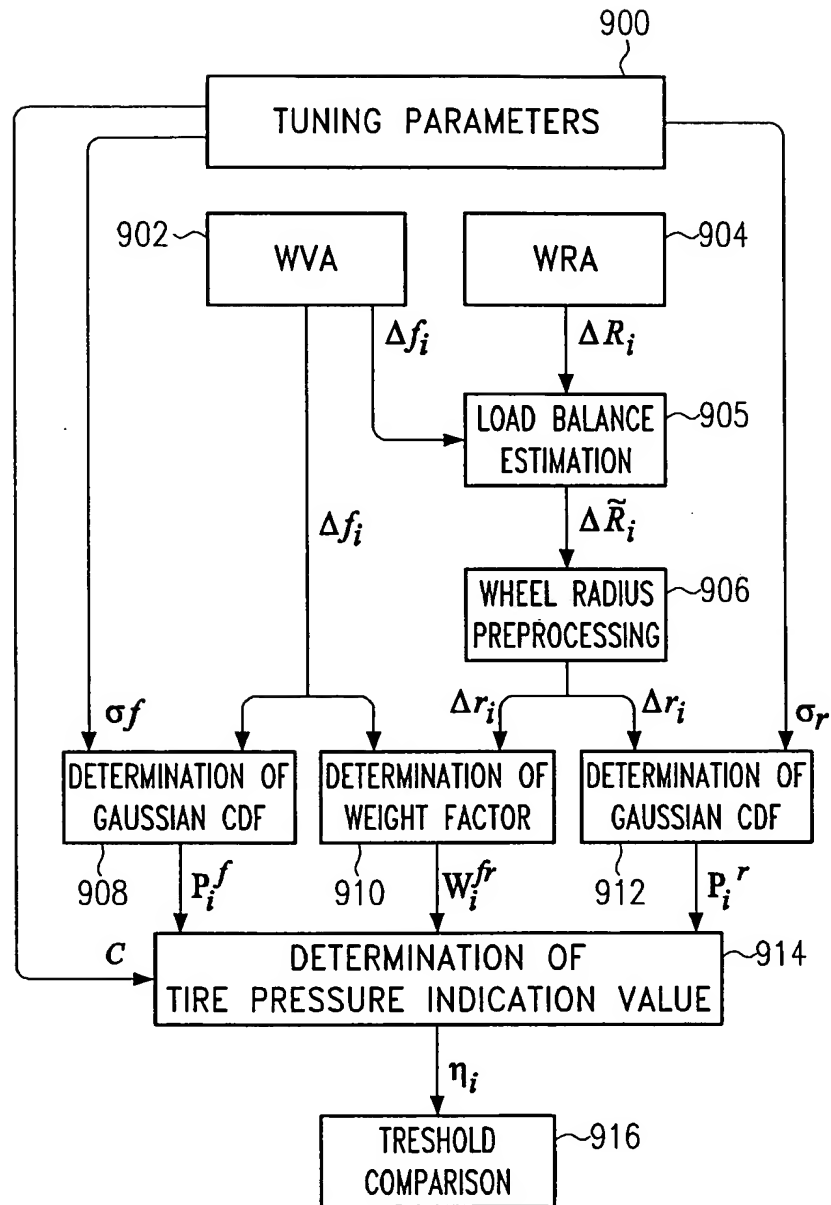 900
TUNING PARAMETERS
902
WVA
904
WRA
Δf_i
ΔR_i
LOAD BALANCE
ESTIMATION
905
Δf_i
ΔR̃_i
WHEEL RADIUS
PREPROCESSING
906
σf
Δr_i
Δr_i
σ_r
DETERMINATION OF
GAUSSIAN CDF
DETERMINATION OF
WEIGHT FACTOR
DETERMINATION OF
GAUSSIAN CDF
908
P_i^f
910
W_i^{fr}
912
P_i^r
C
DETERMINATION OF
TIRE PRESSURE INDICATION VALUE
914
η_i
TRESHOLD
COMPARISON
916